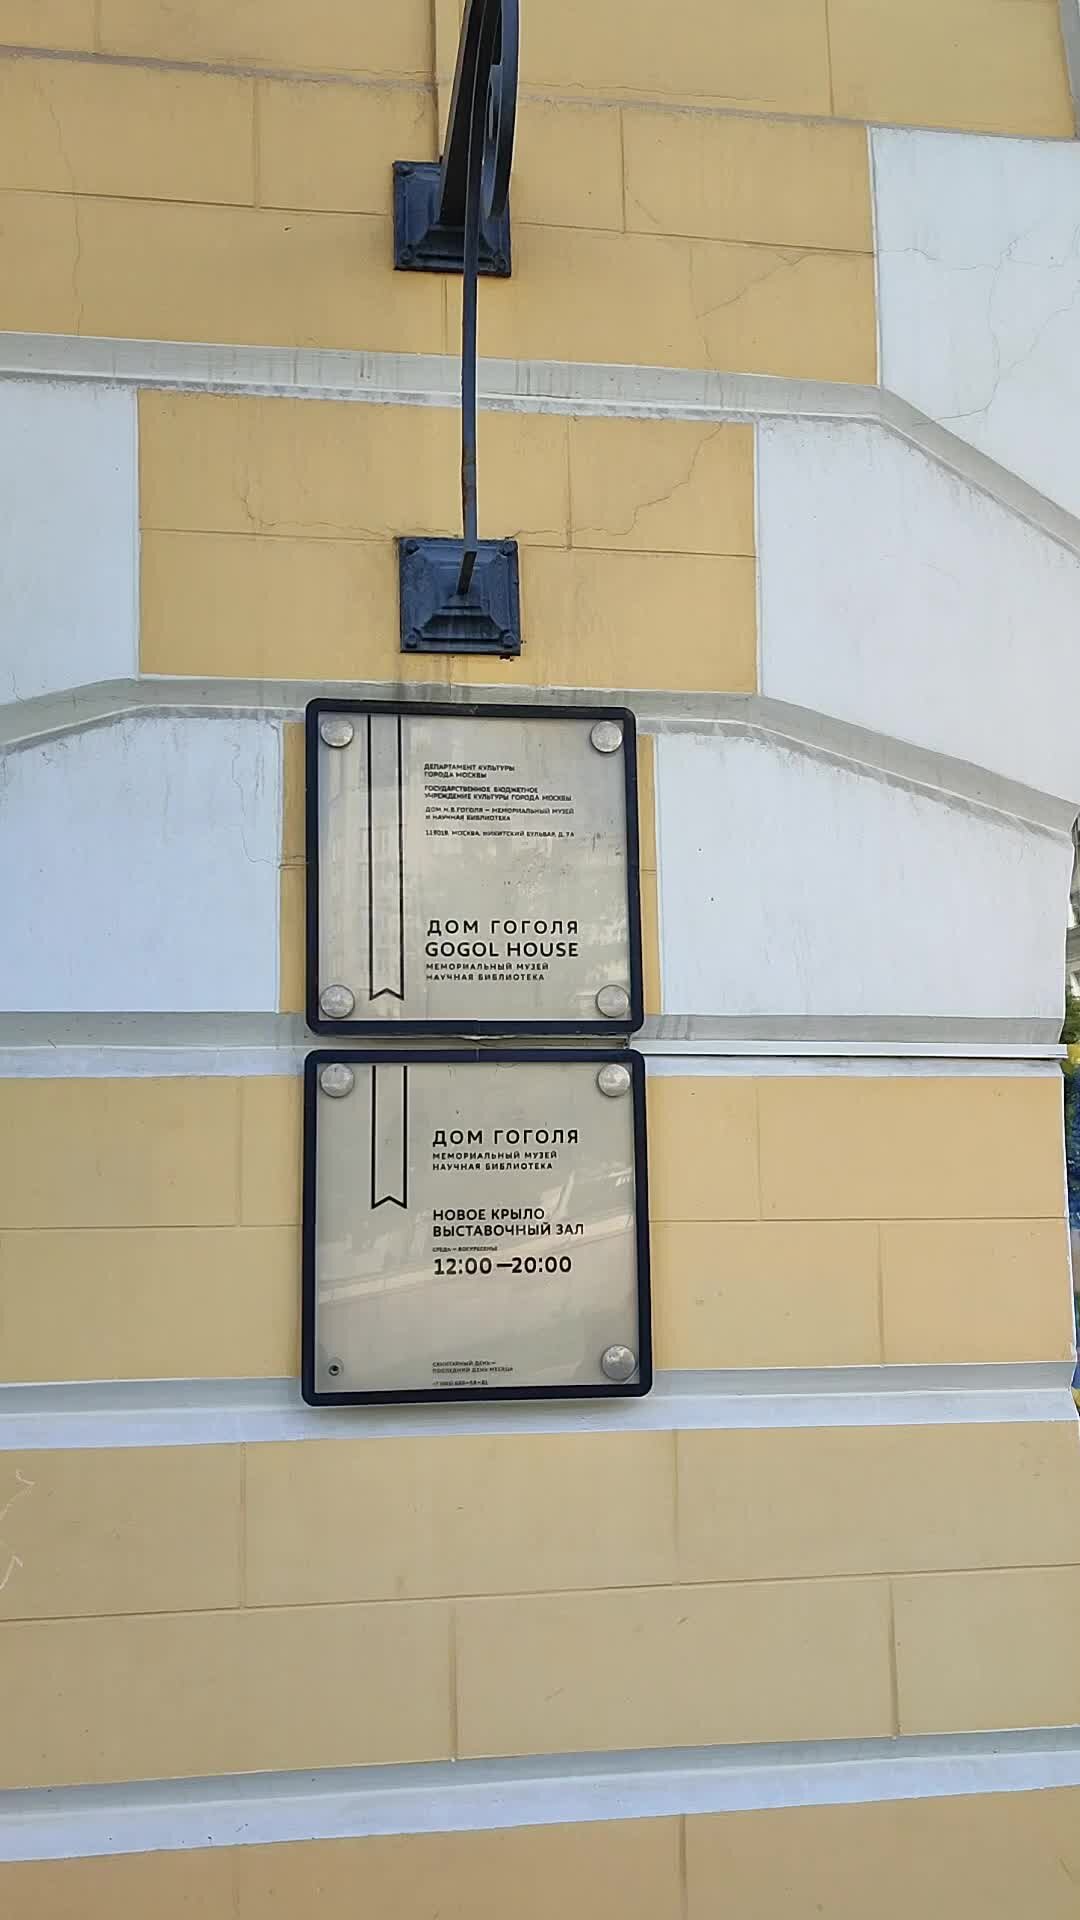 ДЕПАРТАМЕНТ КУЛЬТУРЫ
ГОРОДА МОСКВЫ
ГОСУДАРСТВЕННОЕ БЮДЖЕТНОЕ
УЧРЕЖДЕНИЕ КУЛЬТУРЫ ГОРОДА МОСКВЫ
ДОМ Н.В.ГОГОЛЯ – МЕМОРИАЛЬНЫЙ МУЗЕЙ
И НАУЧНАЯ БИБЛИОТЕКА
119019, МОСКВА, НИКИТСКИЙ БУЛЬВАР, Д. 7А
ДОМ ГОГОЛЯ
GOGOL HOUSE
МЕМОРИАЛЬНЫЙ МУЗЕЙ
НАУЧНАЯ БИБЛИОТЕКА
ДОМ ГОГОЛЯ
МЕМОРИАЛЬНЫЙ МУЗЕЙ
НАУЧНАЯ БИБЛИОТЕКА
НОВОЕ КРЫЛО
ВЫСТАВОЧНЫЙ ЗАЛ
СРЕДА – ВОСКРЕСЕНЬЕ
12:00–20:00
САНИТАРНЫЙ ДЕНЬ –
ПОСЛЕДНИЙ ДЕНЬ МЕСЯЦА